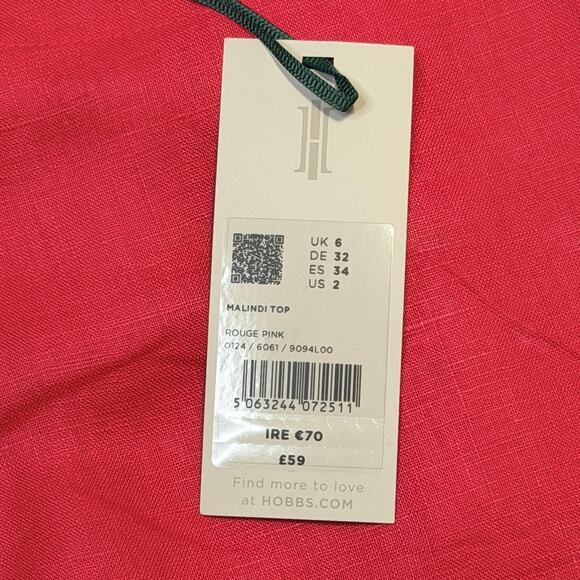 H
UK 6
DE 32
ES 34
US 2
MALINDI TOP
ROUGE PINK
0124 / 6061 / 9094L00
5 063244 072511
IRE €70
£59
Find more to love
at HOBBS.COM